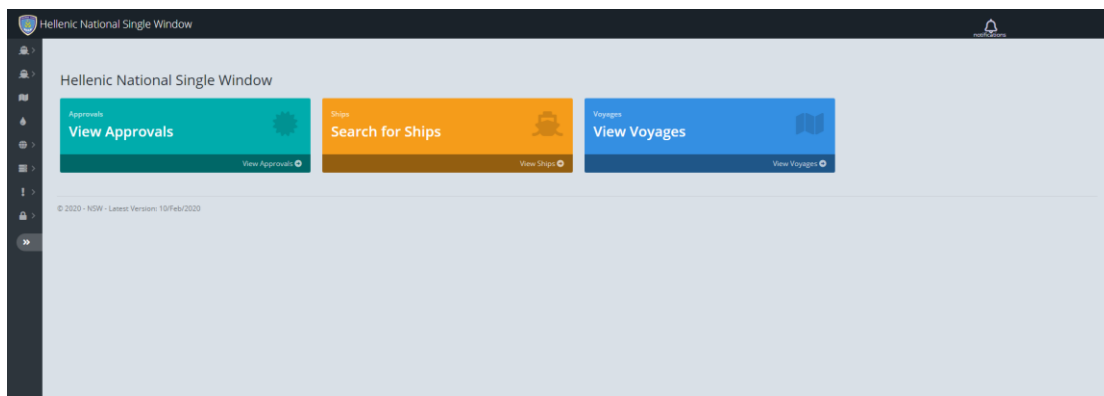 Hellenic National Single Window
notifications
Hellenic National Single Window
Approvals
View Approvals
View Approvals
Ships
Search for Ships
View Ships
Voyages
View Voyages
View Voyages
© 2020 - NSW - Latest Version: 10/Feb/2020